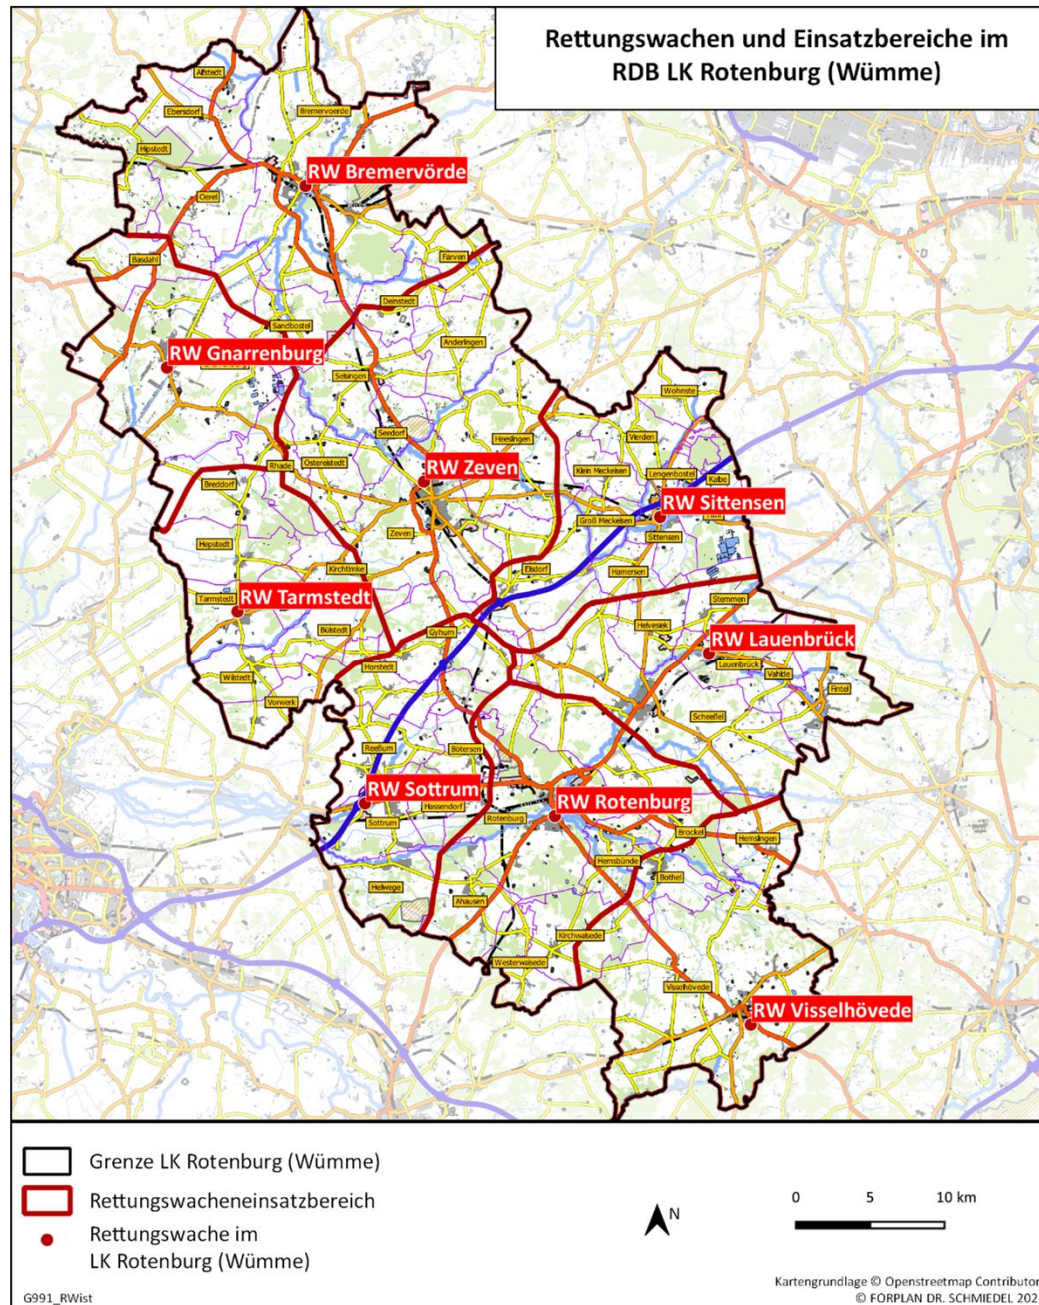 Rettungswachen und Einsatzbereiche im
RDB LK Rotenburg (Wümme)
Alfstedt
Ebersdorf
Bremervoerde
Hipstedt
RW Bremervörde
Oerel
Basdahl
Farven
Deinstedt
Sandbostel
Anderlingen
RW Gnarrenburg
Selsingen
Wohnste
Seedorf
Heeslingen
Vierden
Rhade
Ostereistedt
RW Zeven
Klein Meckelsen
Lengenbostel
Kalbe
Breddorf
RW Sittensen
Groß Meckelsen
Zeven
Sittensen
Hepstedt
Kirchtimke
Elsdorf
Hamersen
Tarmstedt
RW Tarmstedt
Stemmen
Bülstedt
Gyhum
Helvesiek
RW Lauenbrück
Horstedt
Lauenbrück
Vahlde
Wilstedt
Vorwerk
Fintel
Scheeßel
Reeßum
Bötersen
RW Sottrum
Hassendorf
RW Rotenburg
Sottrum
Rotenburg
Brockel
Hemslingen
Hemsbünde
Bothel
Hellwege
Ahausen
Kirchwalsede
Westerwalsede
Visselhövede
RW Visselhövede
Grenze LK Rotenburg (Wümme)
Rettungswacheneinsatzbereich
Rettungswache im
LK Rotenburg (Wümme)
N
0 5 10 km
Kartengrundlage © Openstreetmap Contributor
© FORPLAN DR. SCHMIEDEL 202
G991_RWist